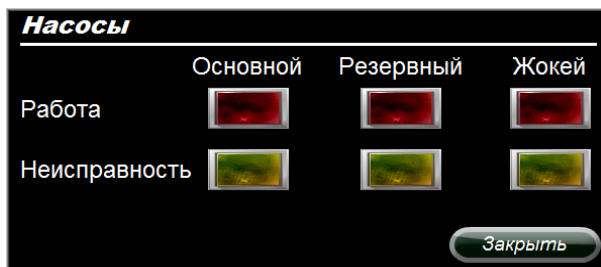 Насосы
Основной Резервный Жокей
Работа
Неисправность
Закрыть